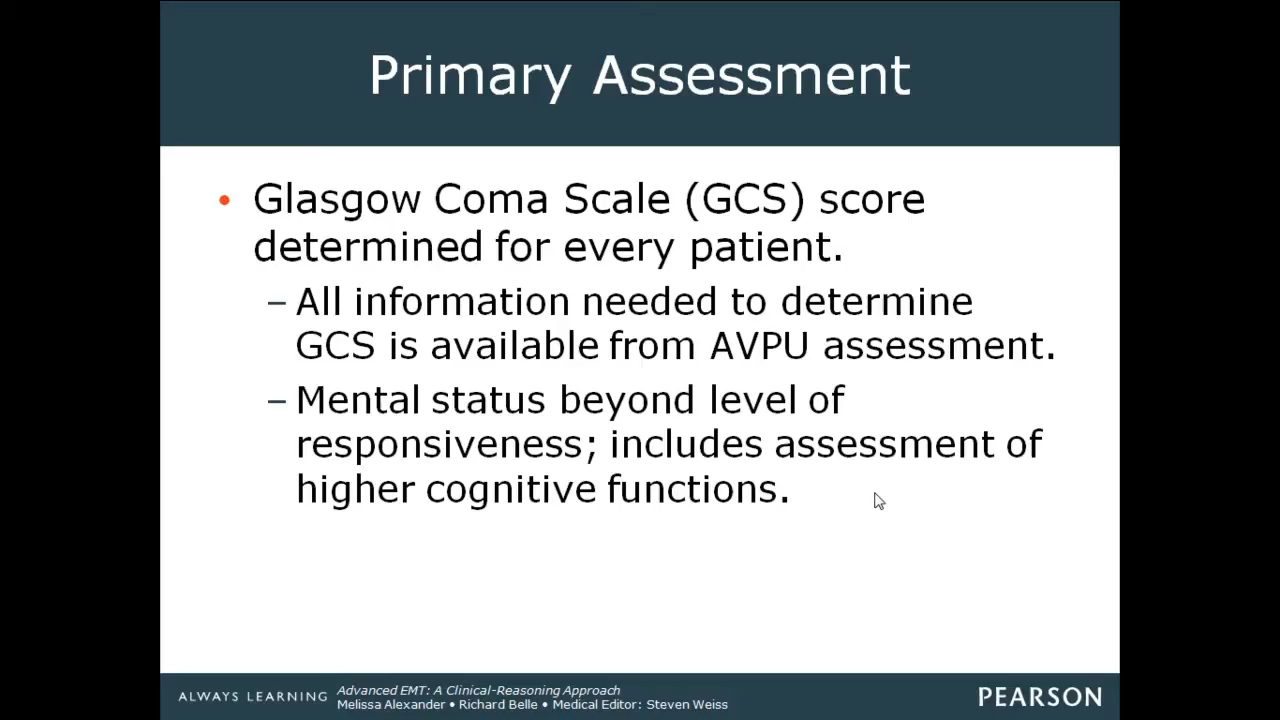 Primary Assessment
• Glasgow Coma Scale (GCS) score
determined for every patient.
– All information needed to determine
GCS is available from AVPU assessment.
– Mental status beyond level of
responsiveness; includes assessment of
higher cognitive functions.
ALWAYS LEARNING
Advanced EMT: A Clinical-Reasoning Approach
Melissa Alexander • Richard Belle • Medical Editor: Steven Weiss
PEARSON